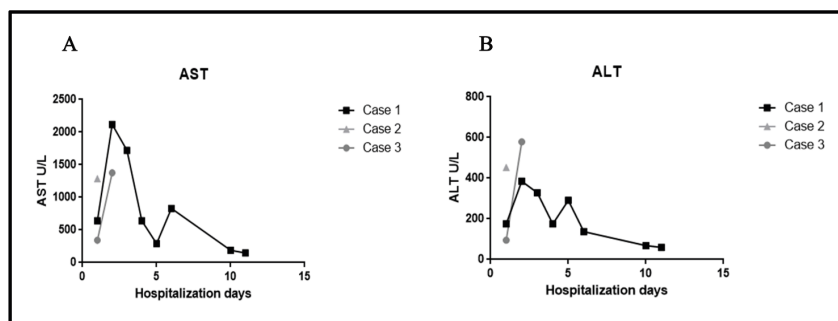 A
AST
2500
2000
1500
1000
500
0
0
5
10
15
AST U/L
Hospitalization days
Case 1
Case 2
Case 3
B
ALT
800
600
400
200
0
0
5
10
15
ALT U/L
Hospitalization days
Case 1
Case 2
Case 3